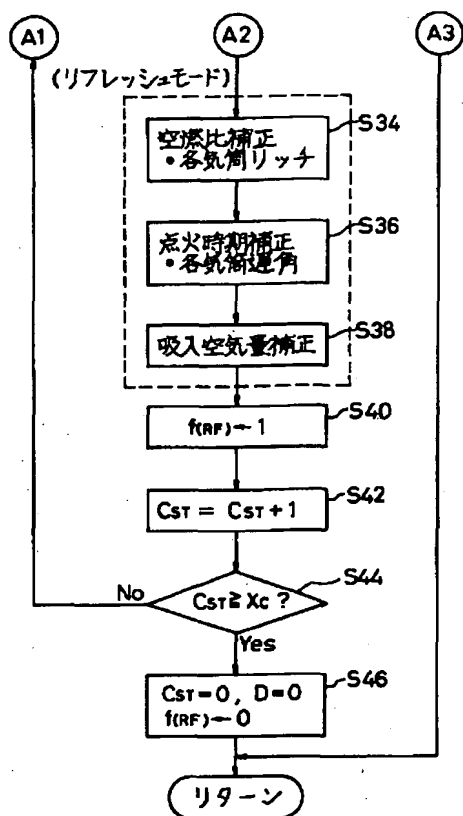 A1
A2
A3
(リフレッシュモード)
空燃比補正
・各気筒リッチ
S34
点火時期補正
・各気筒遅角
S36
吸入空気量補正
S38
f(RF)←1
S40
CST = CST+1
S42
CST≧XC ?
S44
No
Yes
CST=0, D=0
f(RF)←0
S46
リターン